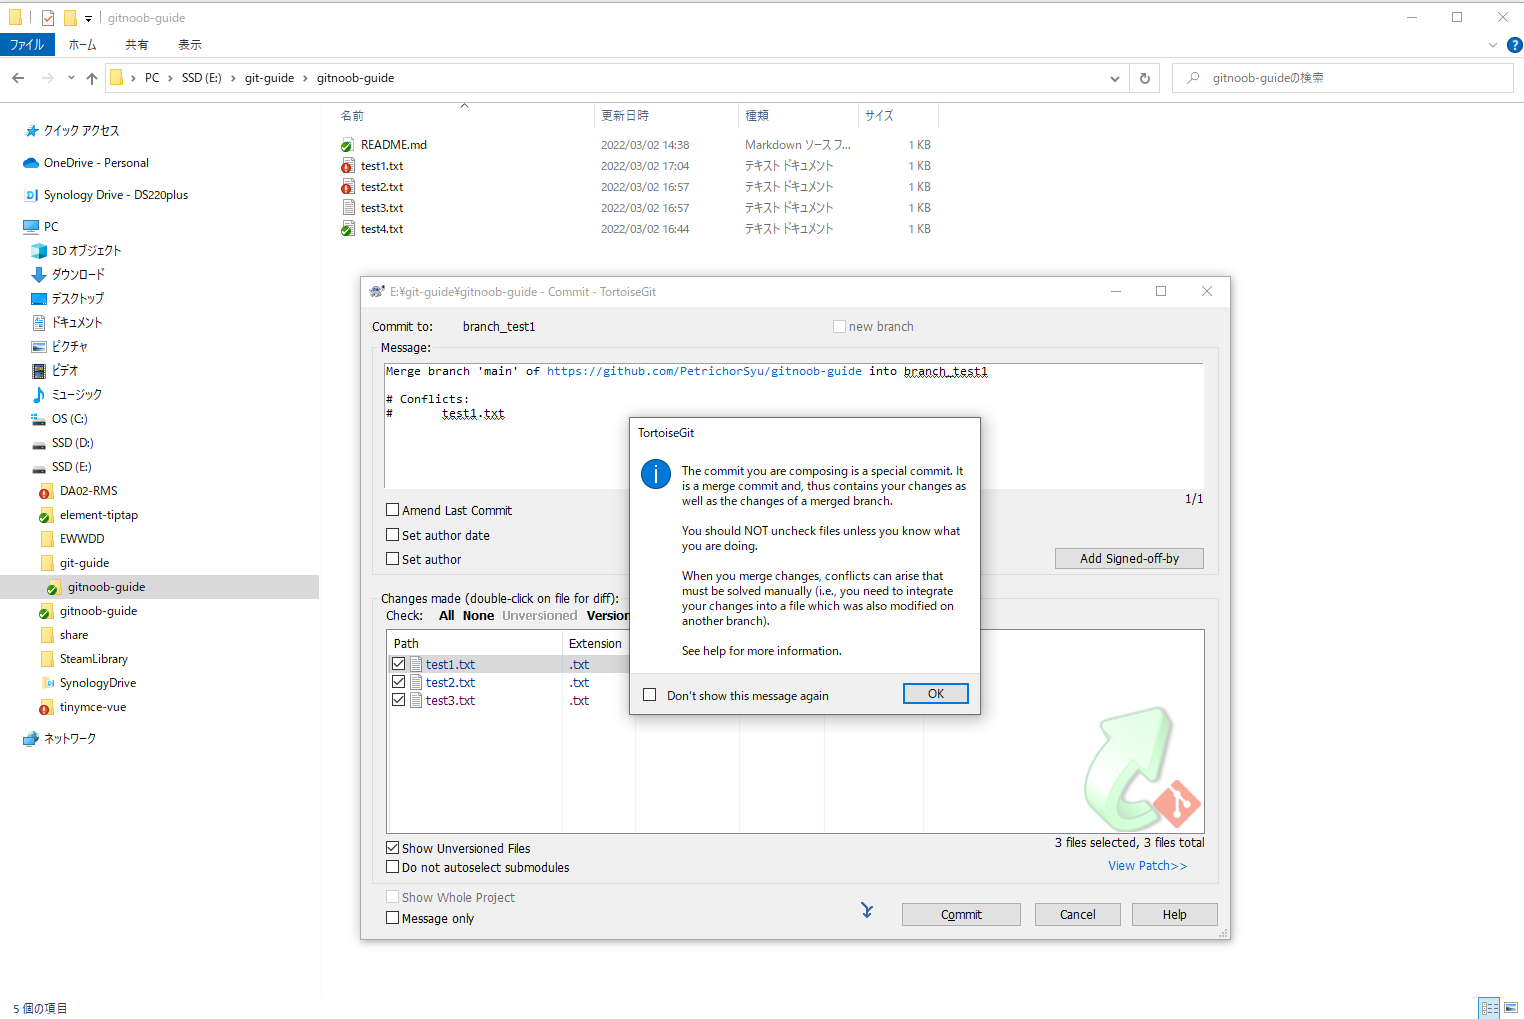 gitnoob-guide
ファイル ホーム 共有 表示
PC › SSD (E:) › git-guide › gitnoob-guide
gitnoob-guideの検索
名前 更新日時 種類 サイズ
README.md 2022/03/02 14:38 Markdown ソース フ... 1 KB
test1.txt 2022/03/02 17:04 テキスト ドキュメント 1 KB
test2.txt 2022/03/02 16:57 テキスト ドキュメント 1 KB
test3.txt 2022/03/02 16:57 テキスト ドキュメント 1 KB
test4.txt 2022/03/02 16:44 テキスト ドキュメント 1 KB
クイック アクセス
OneDrive - Personal
Synology Drive - DS220plus
PC
3D オブジェクト
ダウンロード
デスクトップ
ドキュメント
ピクチャ
ビデオ
ミュージック
OS (C:)
SSD (D:)
SSD (E:)
DA02-RMS
element-tiptap
EWWDD
git-guide
gitnoob-guide
gitnoob-guide
share
SteamLibrary
SynologyDrive
tinymce-vue
ネットワーク
5 個の項目
E:¥git-guide¥gitnoob-guide - Commit - TortoiseGit
Commit to: branch_test1 new branch
Message:
Merge branch 'main' of https://github.com/PetrichorSyu/gitnoob-guide into branch_test1
# Conflicts:
# test1.txt
1/1
Amend Last Commit
Set author date
Set author
Add Signed-off-by
Changes made (double-click on file for diff):
Check: All None Unversioned Version
Path Extension
test1.txt .txt
test2.txt .txt
test3.txt .txt
Show Unversioned Files
3 files selected, 3 files total
Do not autoselect submodules
View Patch>>
Show Whole Project
Message only
Commit Cancel Help
TortoiseGit
The commit you are composing is a special commit. It
is a merge commit and, thus contains your changes as
well as the changes of a merged branch.
You should NOT uncheck files unless you know what
you are doing.
When you merge changes, conflicts can arise that
must be solved manually (i.e., you need to integrate
your changes into a file which was also modified on
another branch).
See help for more information.
Don't show this message again
OK